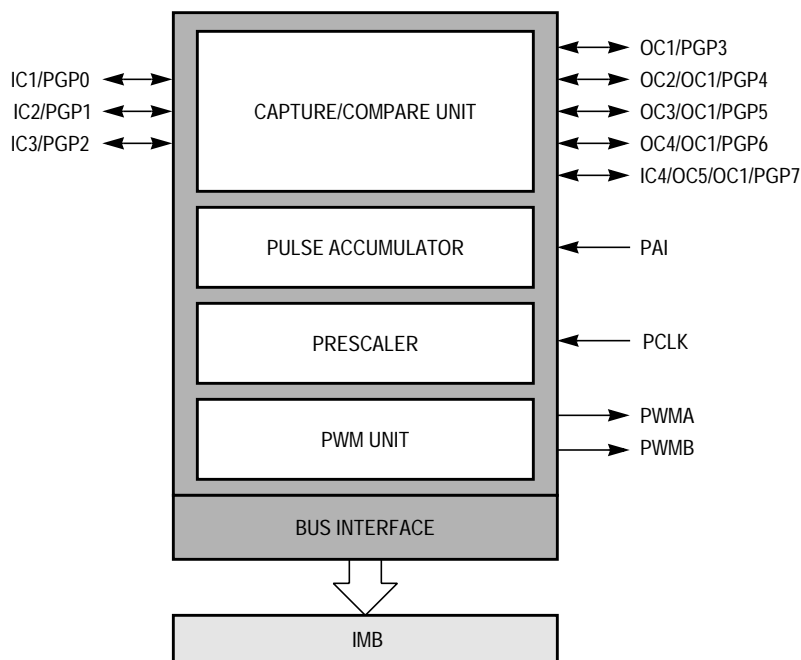 IC1/PGP0
IC2/PGP1
IC3/PGP2
CAPTURE/COMPARE UNIT
OC1/PGP3
OC2/OC1/PGP4
OC3/OC1/PGP5
OC4/OC1/PGP6
IC4/OC5/OC1/PGP7
PULSE ACCUMULATOR
PAI
PRESCALER
PCLK
PWM UNIT
PWMA
PWMB
BUS INTERFACE
IMB